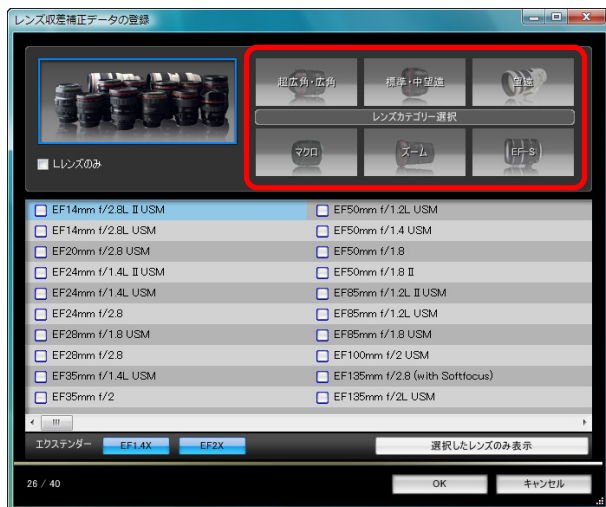 レンズ収差補正データの登録
超広角・広角
標準・中望遠
望遠
レンズカテゴリー選択
マクロ
ズーム
EF-S
Lレンズのみ
EF14mm f/2.8L II USM
EF50mm f/1.2L USM
EF14mm f/2.8L USM
EF50mm f/1.4 USM
EF20mm f/2.8 USM
EF50mm f/1.8
EF24mm f/1.4L II USM
EF50mm f/1.8 II
EF24mm f/1.4L USM
EF85mm f/1.2L II USM
EF24mm f/2.8
EF85mm f/1.2L USM
EF28mm f/1.8 USM
EF85mm f/1.8 USM
EF28mm f/2.8
EF100mm f/2 USM
EF35mm f/1.4L USM
EF135mm f/2.8 (with Softfocus)
EF35mm f/2
EF135mm f/2L USM
エクステンダー EF1.4X EF2X 選択したレンズのみ表示
26 / 40 OK キャンセル